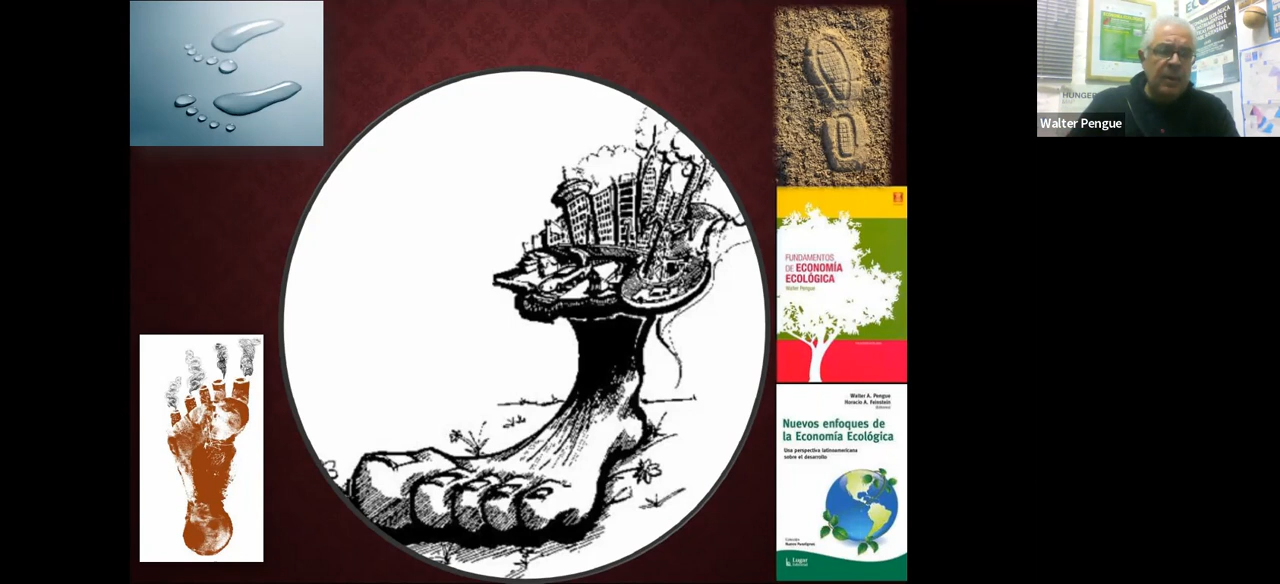 FUNDAMENTOS
DE ECONOMÍA
ECOLÓGICA
Walter Pengue
Walter A. Pengue
Horacio A. Feinstein
Nuevos enfoques de
la Economía Ecológica
Una perspectiva latinoamericana
sobre el desarrollo
Lugar
HUNGER
Walter Pengue